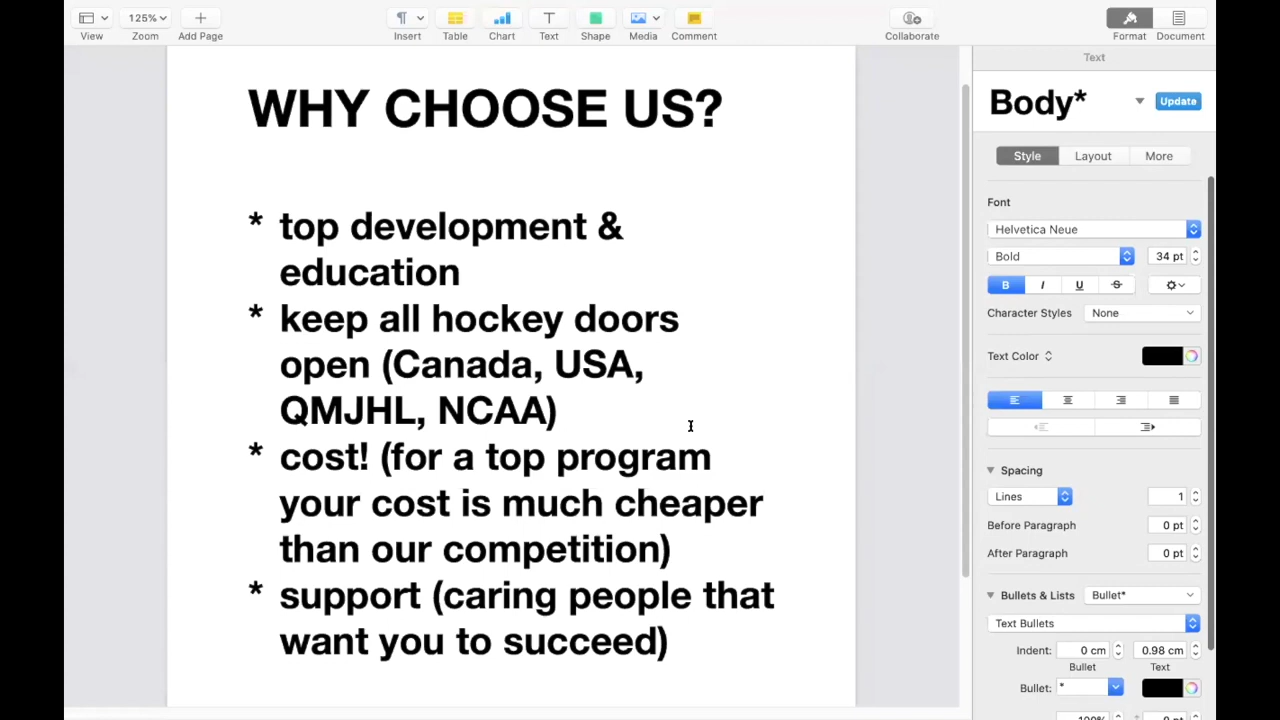 125%
View
Zoom
Add Page
Insert
Table
Chart
Text
Shape
Media
Comment
Collaborate
Format
Document
Text
WHY CHOOSE US?
* top development &
education
* keep all hockey doors
open (Canada, USA,
QMJHL, NCAA)
* cost! (for a top program
your cost is much cheaper
than our competition)
* support (caring people that
want you to succeed)
Body*
Update
Style
Layout
More
Font
Helvetica Neue
Bold
34 pt
B I U S
Character Styles
None
Text Color
Spacing
Lines
1
Before Paragraph
0 pt
After Paragraph
0 pt
Bullets & Lists
Bullet*
Text Bullets
Indent:
0 cm
0.98 cm
Bullet
Text
Bullet:
*
100%
0 pt